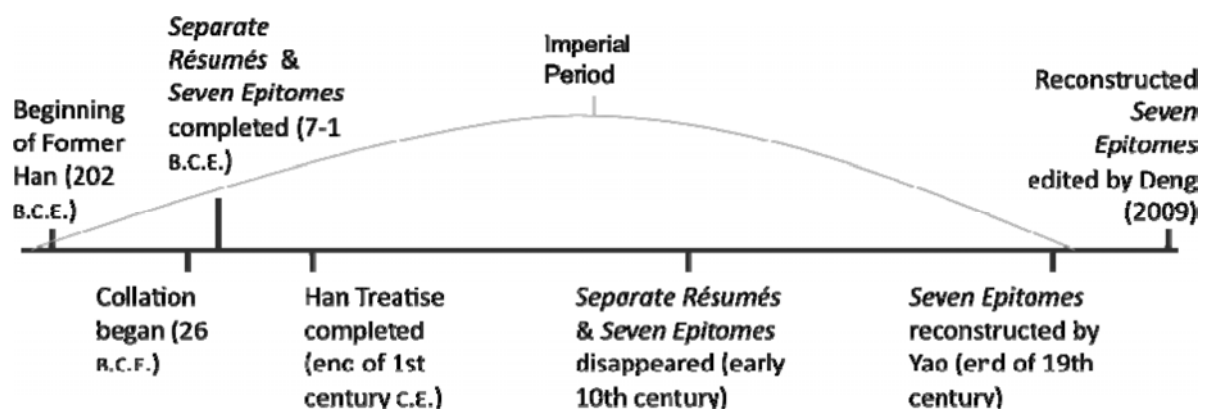 Separate
Résumés &
Seven Epitomes
completed (7-1
B.C.E.)
Imperial
Period
Reconstructed
Seven
Epitomes
edited by Deng
(2009)
Beginning
of Former
Han (202
B.C.E.)
Collation
began (26
B.C.E.)
Han Treatise
completed
(end of 1st
century C.E.)
Separate Résumés
& Seven Epitomes
disappeared (early
10th century)
Seven Epitomes
reconstructed by
Yao (end of 19th
century)